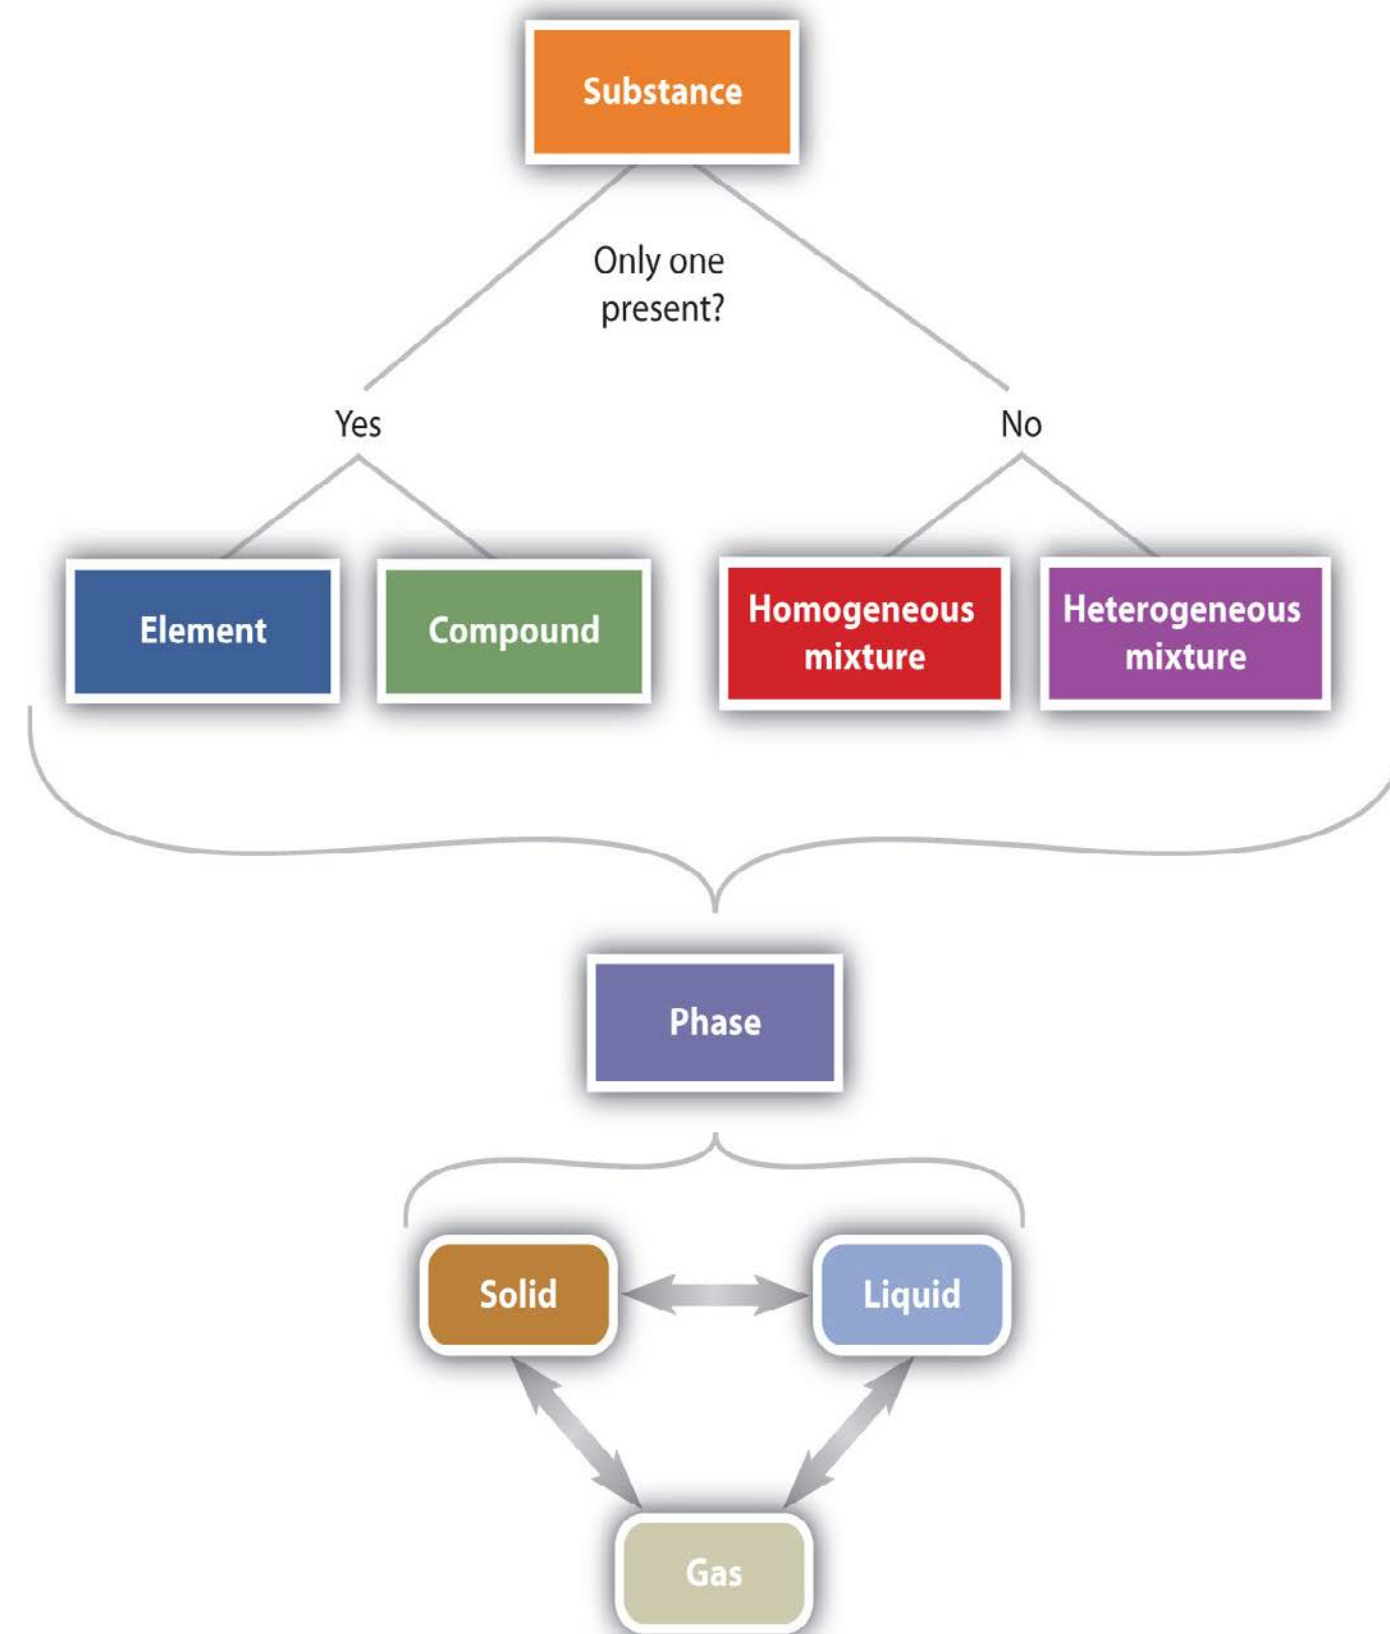 Substance
Only one
present?
Yes
No
Element
Compound
Homogeneous
mixture
Heterogeneous
mixture
Phase
Solid
Liquid
Gas